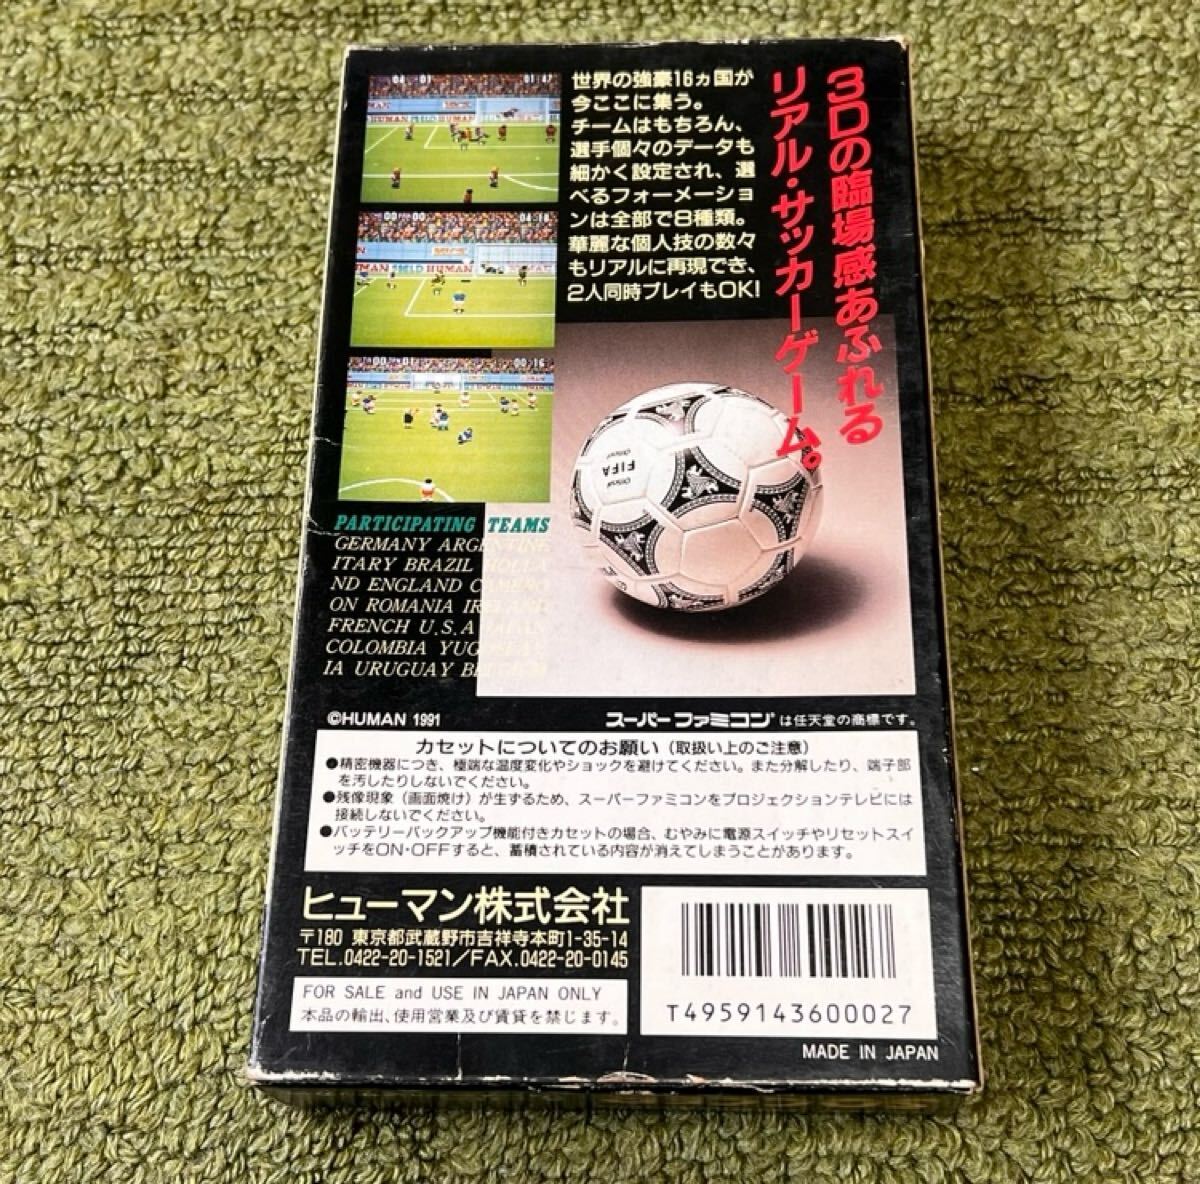 3Dの臨場感あふれる
リアル・サッカーゲーム。
世界の強豪16ヵ国が
今ここに集う。
チームはもちろん、
選手個々のデータも
細かく設定され、選
べるフォーメーショ
ンは全部で8種類。
華麗な個人技の数々
もリアルに再現でき、
2人同時プレイもOK!
04 01 01:47
HUMAN
00 00 04:18
HUMAN
00 01 00:16
Official
FIFA
PARTICIPATING TEAMS
GERMANY ARGENTINE
ITARY BRAZIL HOLLA
ND ENGLAND CAMERO
ON ROMANIA IRELAND
FRENCH U.S.A JAPAN
COLOMBIA YUGOSLAV
IA URUGUAY BELGIUM
©HUMAN 1991
スーパーファミコンは任天堂の商標です。
カセットについてのお願い(取扱い上のご注意)
●精密機器につき、極端な温度変化やショックを避けてください。また分解したり、端子部
を汚したりしないでください。
●残像現象(画面焼け)が生ずるため、スーパーファミコンをプロジェクションテレビには
接続しないでください。
●バッテリーバックアップ機能付きカセットの場合、むやみに電源スイッチやリセットスイ
ッチをON・OFFすると、蓄積されている内容が消えてしまうことがあります。
ヒューマン株式会社
〒180 東京都武蔵野市吉祥寺本町1-35-14
TEL.0422-20-1521/FAX.0422-20-0145
FOR SALE and USE IN JAPAN ONLY
本品の輸出、使用営業及び賃貸を禁じます。
T4959143600027
MADE IN JAPAN